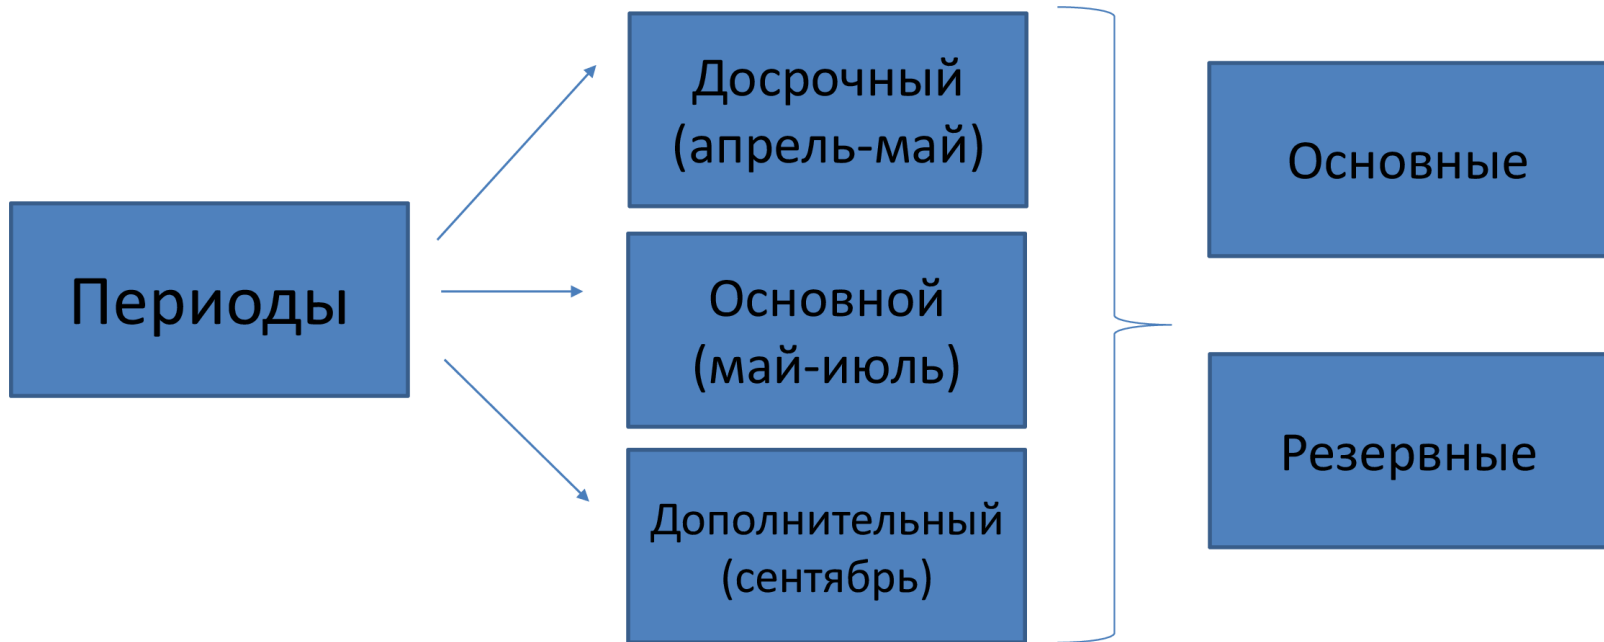 Периоды
Досрочный
(апрель-май)
Основной
(май-июль)
Дополнительный
(сентябрь)
Основные
Резервные